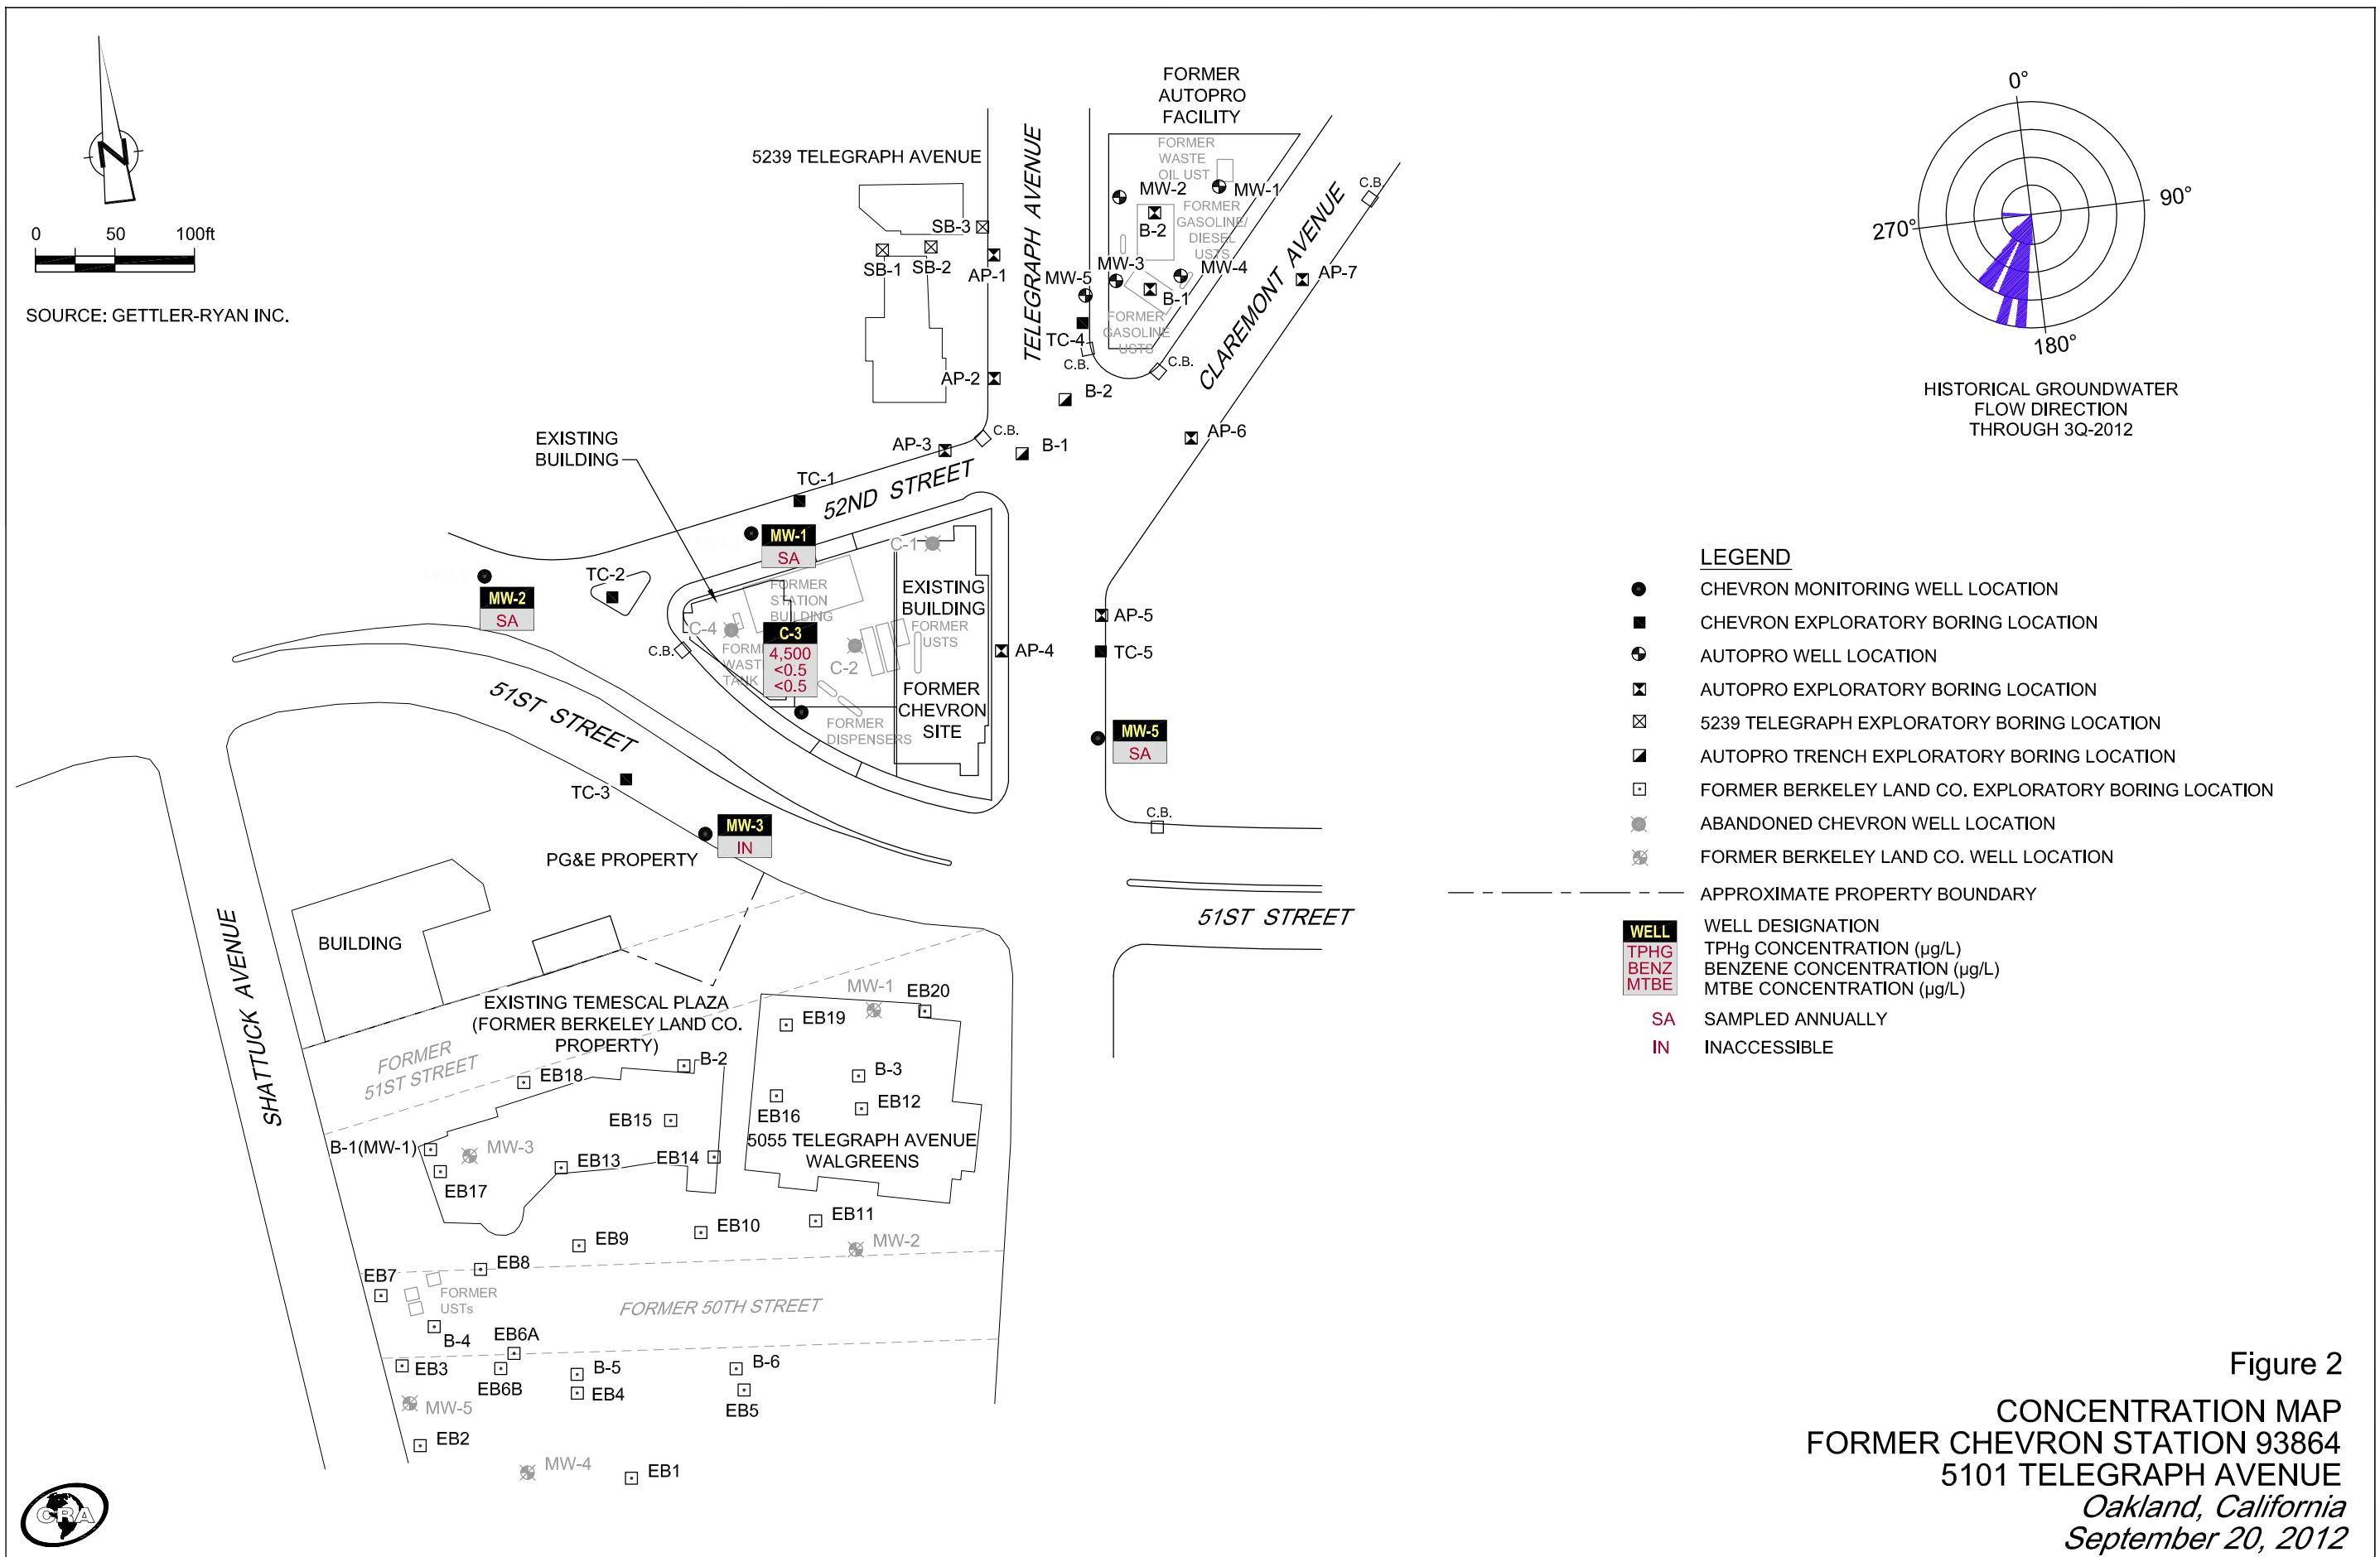 N
0 50 100ft
SOURCE: GETTLER-RYAN INC.
5239 TELEGRAPH AVENUE
SB-3
SB-1
SB-2
AP-1
AP-2
TELEGRAPH AVENUE
FORMER
AUTOPRO
FACILITY
FORMER
WASTE
OIL UST
MW-2
MW-1
FORMER
GASOLINE/
DIESEL
USTS
B-2
MW-3
MW-4
MW-5
B-1
FORMER
GASOLINE
USTS
TC-4
C.B.
C.B.
C.B.
CLAREMONT AVENUE
AP-7
B-2
AP-6
C.B.
B-1
AP-3
EXISTING
BUILDING
TC-1
52ND STREET
MW-1
SA
MW-2
SA
TC-2
C-1
FORMER
STATION
BUILDING
EXISTING
BUILDING
FORMER
USTS
C-4
C-3
4,500
<0.5
<0.5
C-2
C.B.
TANK
FORMER
CHEVRON
SITE
FORMER
DISPENSERS
AP-4
AP-5
TC-5
MW-5
SA
51ST STREET
TC-3
MW-3
IN
PG&E PROPERTY
C.B.
51ST STREET
BUILDING
SHATTUCK AVENUE
EXISTING TEMESCAL PLAZA
(FORMER BERKELEY LAND CO.
PROPERTY)
FORMER
51ST STREET
MW-1
EB20
EB19
B-2
EB18
B-3
EB16
EB12
EB15
5055 TELEGRAPH AVENUE
WALGREENS
B-1(MW-1)
MW-3
EB13
EB14
EB17
EB11
EB10
EB9
MW-2
EB8
EB7
FORMER
USTs
FORMER 50TH STREET
B-4
EB6A
EB3
EB6B
B-5
EB4
B-6
EB5
MW-5
EB2
MW-4
EB1
CRA
0°
90°
180°
270°
HISTORICAL GROUNDWATER
FLOW DIRECTION
THROUGH 3Q-2012
LEGEND
CHEVRON MONITORING WELL LOCATION
CHEVRON EXPLORATORY BORING LOCATION
AUTOPRO WELL LOCATION
AUTOPRO EXPLORATORY BORING LOCATION
5239 TELEGRAPH EXPLORATORY BORING LOCATION
AUTOPRO TRENCH EXPLORATORY BORING LOCATION
FORMER BERKELEY LAND CO. EXPLORATORY BORING LOCATION
ABANDONED CHEVRON WELL LOCATION
FORMER BERKELEY LAND CO. WELL LOCATION
APPROXIMATE PROPERTY BOUNDARY
WELL WELL DESIGNATION
TPHG TPHg CONCENTRATION (µg/L)
BENZ BENZENE CONCENTRATION (µg/L)
MTBE MTBE CONCENTRATION (µg/L)
SA SAMPLED ANNUALLY
IN INACCESSIBLE
Figure 2
CONCENTRATION MAP
FORMER CHEVRON STATION 93864
5101 TELEGRAPH AVENUE
Oakland, California
September 20, 2012